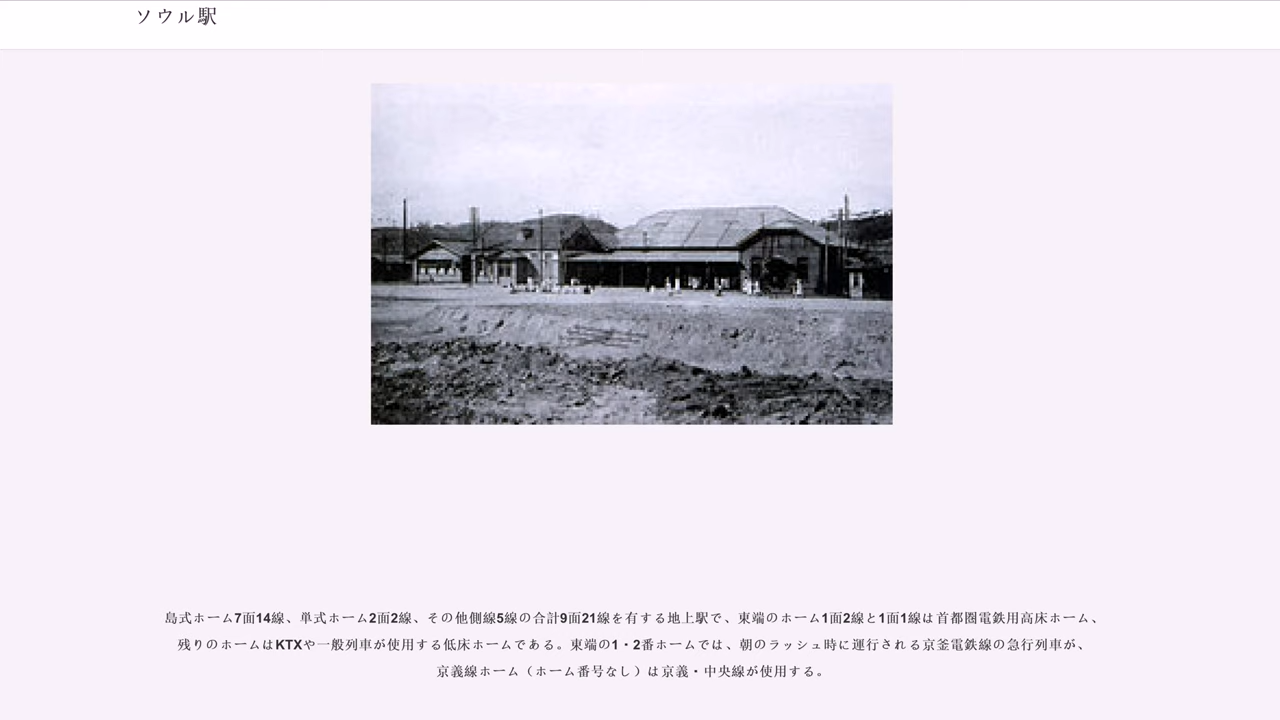 ソウル駅
島式ホーム7面14線、単式ホーム2面2線、その他側線5線の合計9面21線を有する地上駅で、東端のホーム1面2線と1面1線は首都圏電鉄用高床ホーム、
残りのホームはKTXや一般列車が使用する低床ホームである。東端の1・2番ホームでは、朝のラッシュ時に運行される京釜電鉄線の急行列車が、
京義線ホーム（ホーム番号なし）は京義・中央線が使用する。